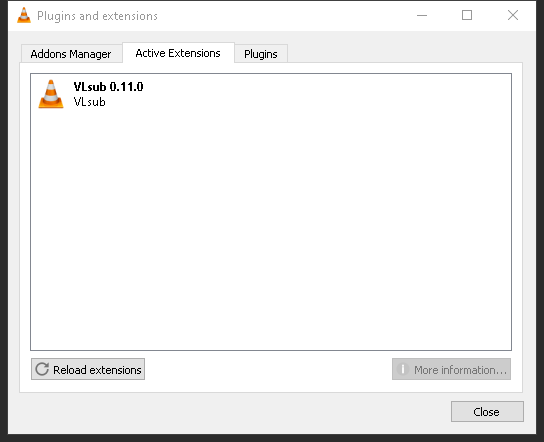 Plugins and extensions
Addons Manager
Active Extensions
Plugins
VLsub 0.11.0
VLsub
Reload extensions
More information...
Close